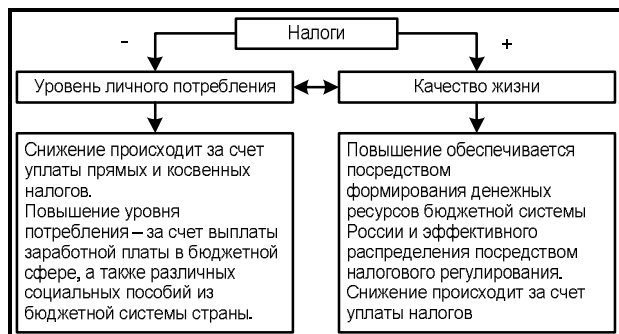 Налоги
-
+
Уровень личного потребления
Качество жизни
Снижение происходит за счет
уплаты прямых и косвенных
налогов.
Повышение уровня
потребления – за счет выплаты
заработной платы в бюджетной
сфере, а также различных
социальных пособий из
бюджетной системы страны.
Повышение обеспечивается
посредством
формирования денежных
ресурсов бюджетной системы
России и эффективного
распределения посредством
налогового регулирования.
Снижение происходит за счет
уплаты налогов